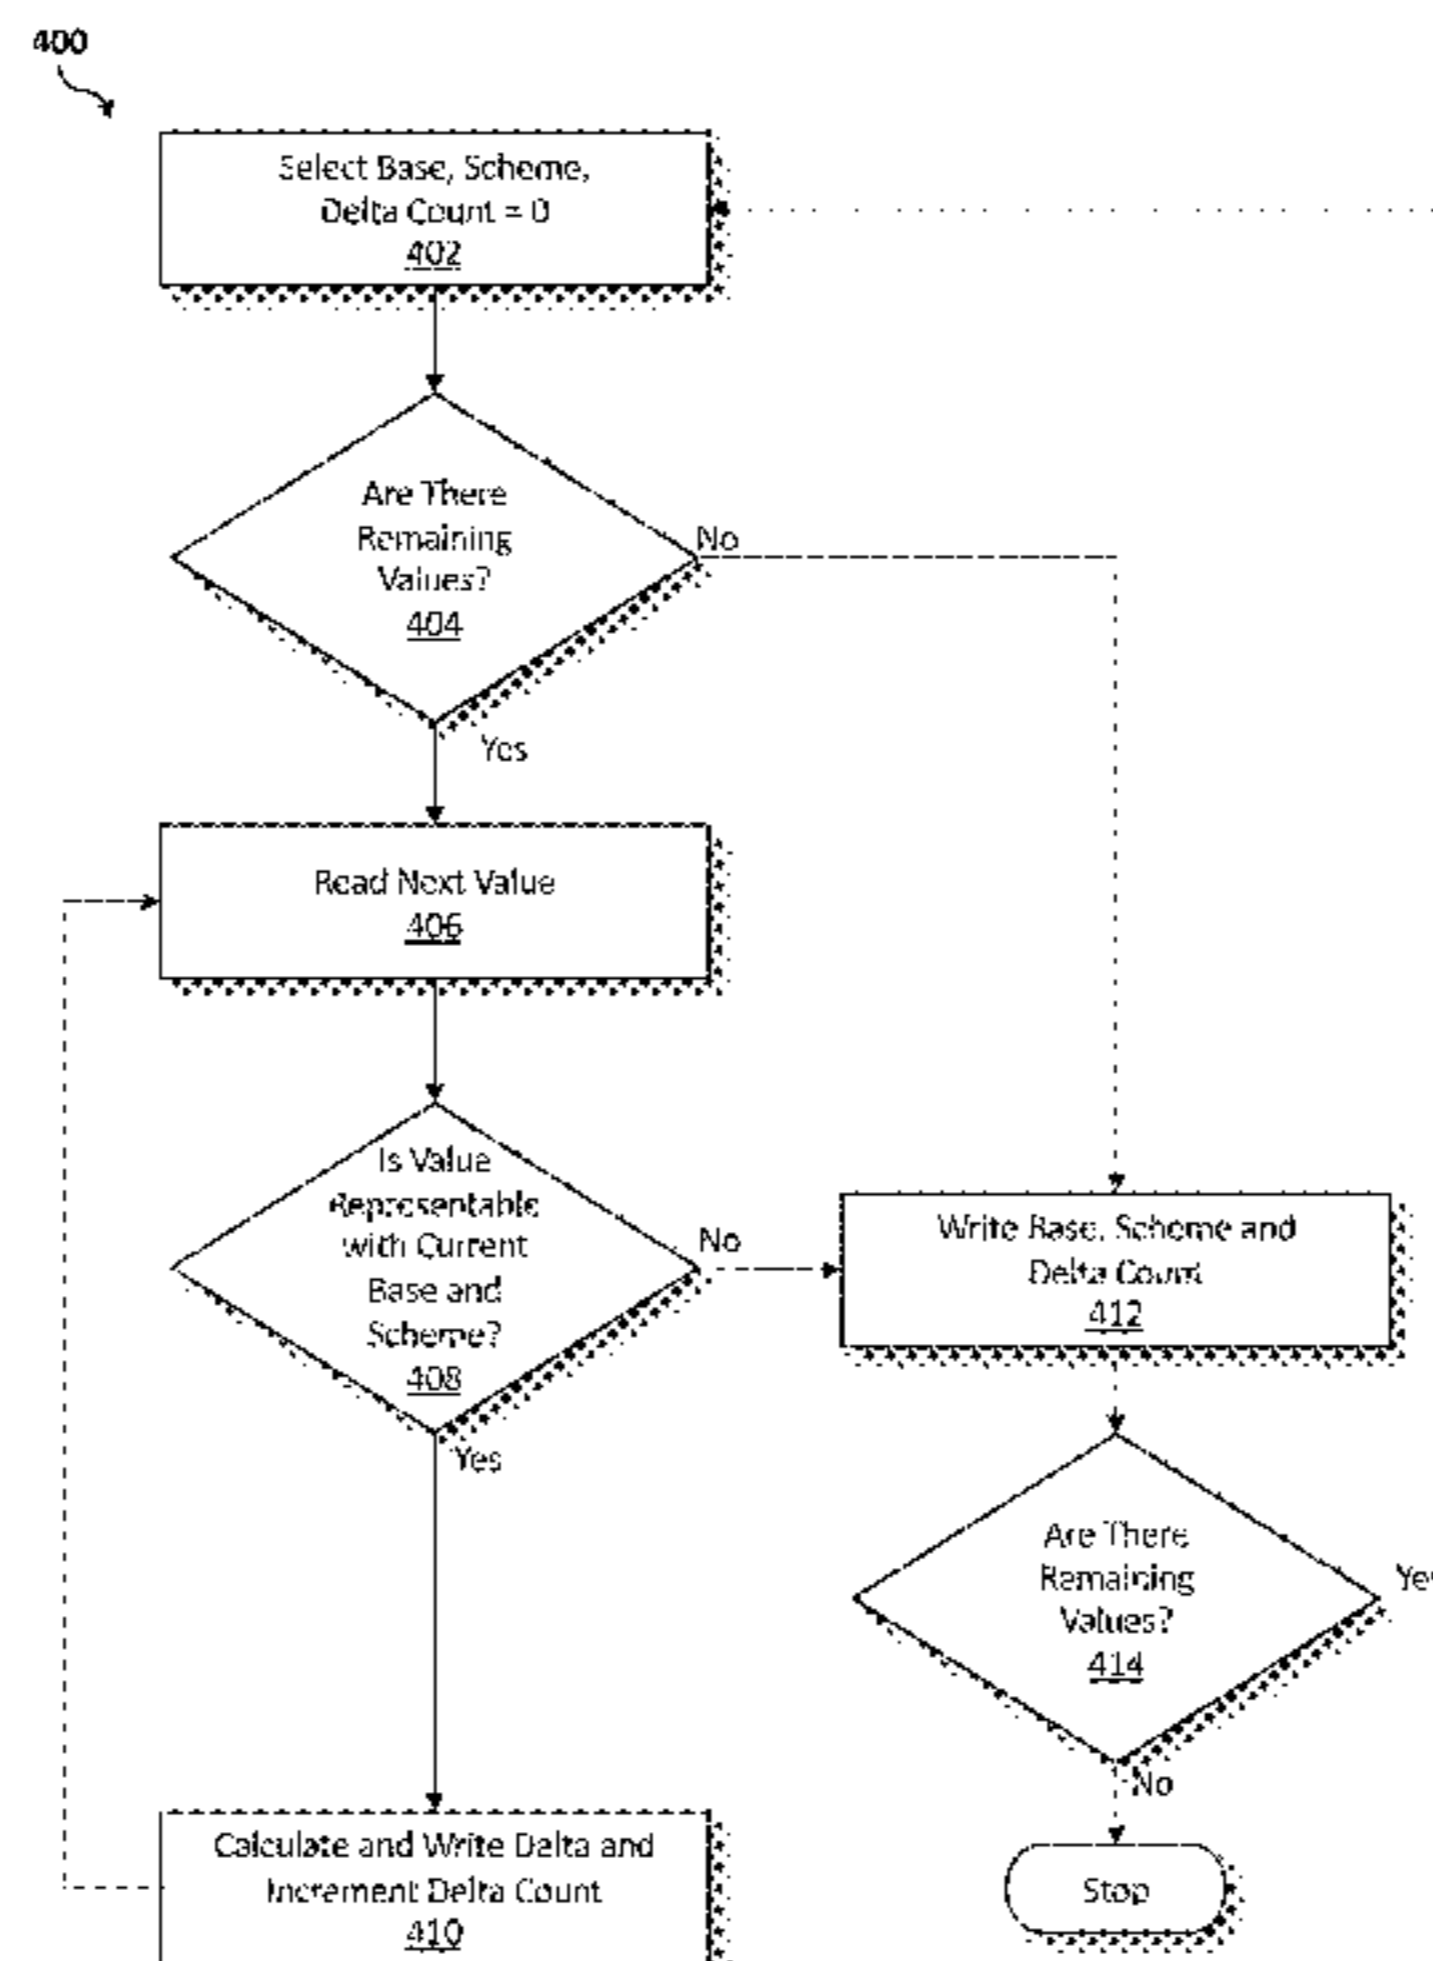 400
Select Base, Scheme,
Delta Count = 0
402
Are There
Remaining
Values?
404
No
Yes
Read Next Value
406
Is Value
Representable
with Current
Base and
Scheme?
408
No
Yes
Write Base, Scheme and
Delta Count
412
Are There
Remaining
Values?
414
Yes
No
Calculate and Write Delta and
Increment Delta Count
410
Stop